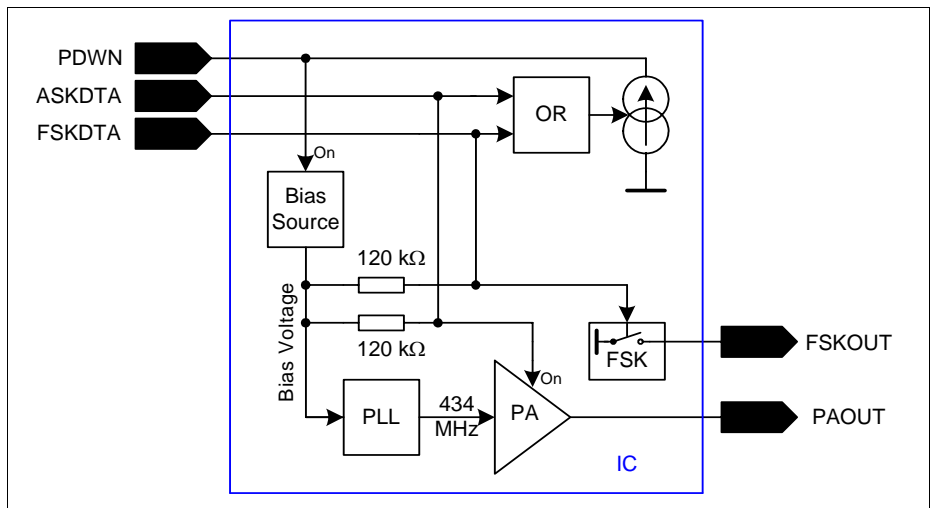 PDWN
ASKDTA
FSKDTA
OR
On
Bias
Source
120 kΩ
120 kΩ
Bias Voltage
FSK
FSKOUT
On
PLL
434
MHz
PA
PAOUT
IC